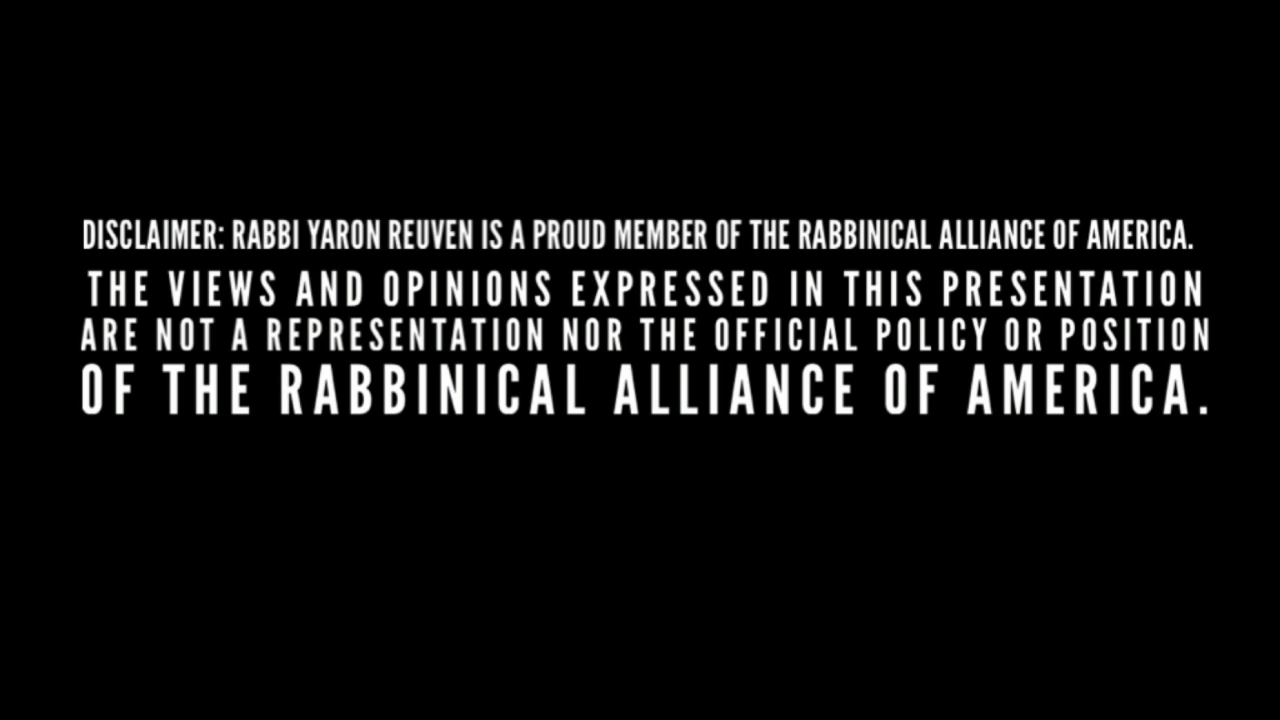 DISCLAIMER: RABBI YARON REUVEN IS A PROUD MEMBER OF THE RABBINICAL ALLIANCE OF AMERICA.
THE VIEWS AND OPINIONS EXPRESSED IN THIS PRESENTATION
ARE NOT A REPRESENTATION NOR THE OFFICIAL POLICY OR POSITION
OF THE RABBINICAL ALLIANCE OF AMERICA.